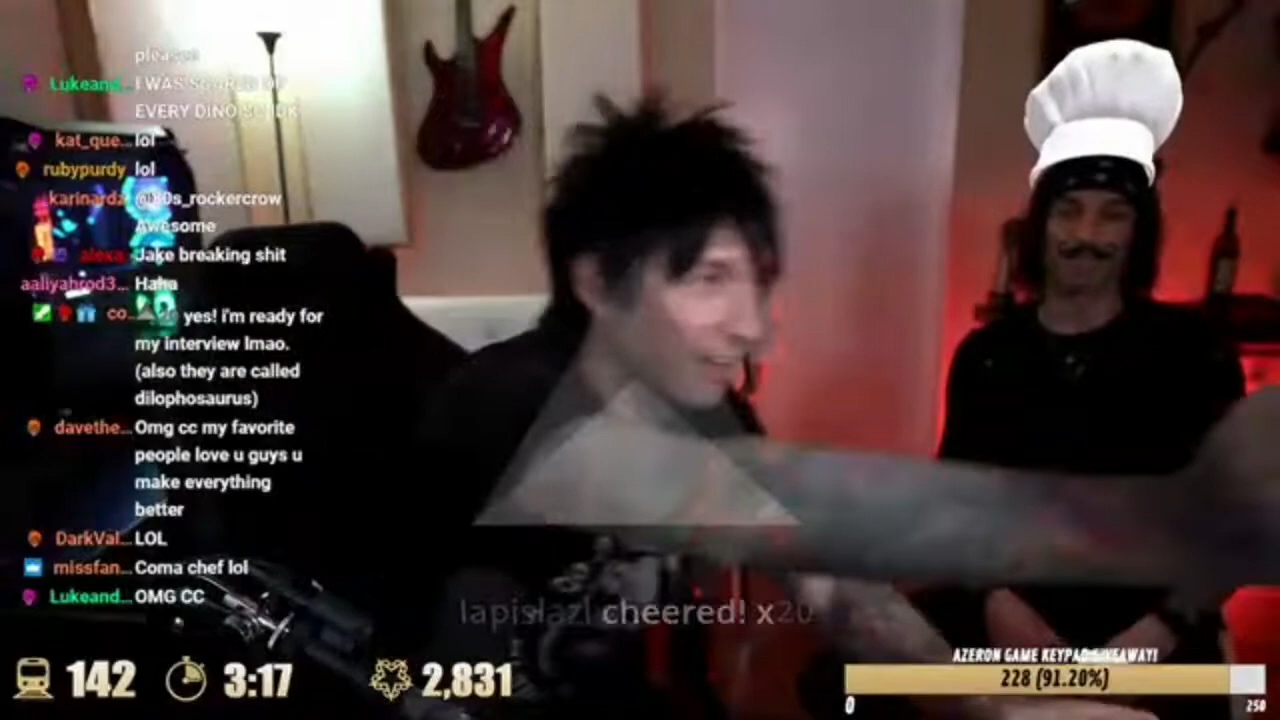 please
Lukeand... I WAS
EVERY DINO
kat_que... lol
rubypurdy lol
karinardz @80s_rockercrow
Awesome
alexa Jake breaking shit
aaliyahrod3... Haha
co... yes! i'm ready for
my interview lmao.
(also they are called
dilophosaurus)
davethe... Omg cc my favorite
people love u guys u
make everything
better
DarkVal... LOL
missfan... Coma chef lol
Lukeand... OMG CC
lapislazl cheered! x20
AZERON GAME KEYPAD GIVEAWAY!
142 3:17 2,831 228 (91.20%)
0 250